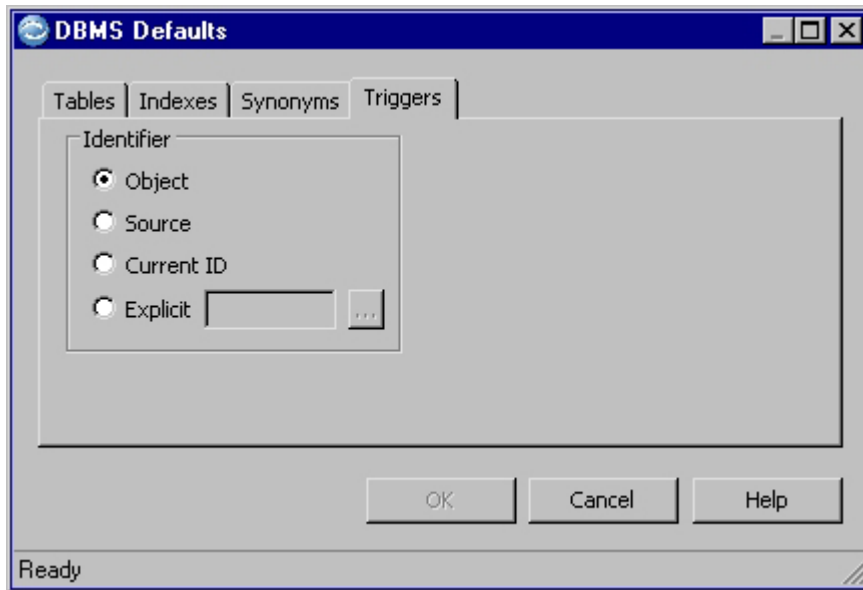 DBMS Defaults
Tables Indexes Synonyms Triggers
Identifier
Object
Source
Current ID
Explicit ...
OK Cancel Help
Ready